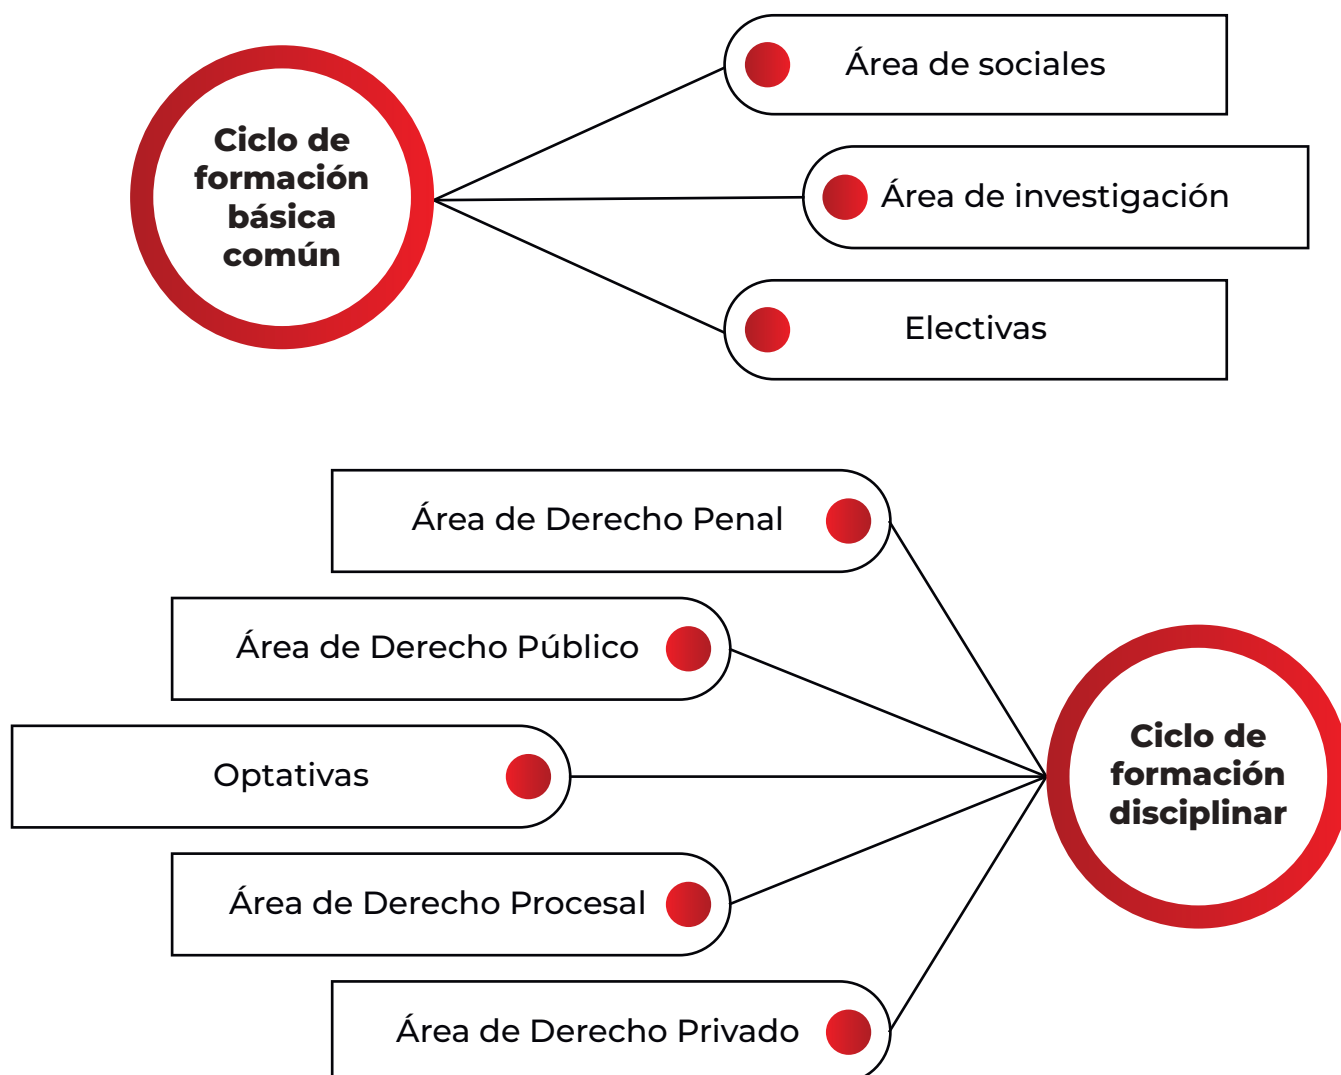 Ciclo de
formación
básica
común
Área de sociales
Área de investigación
Electivas
Área de Derecho Penal
Área de Derecho Público
Optativas
Área de Derecho Procesal
Área de Derecho Privado
Ciclo de
formación
disciplinar